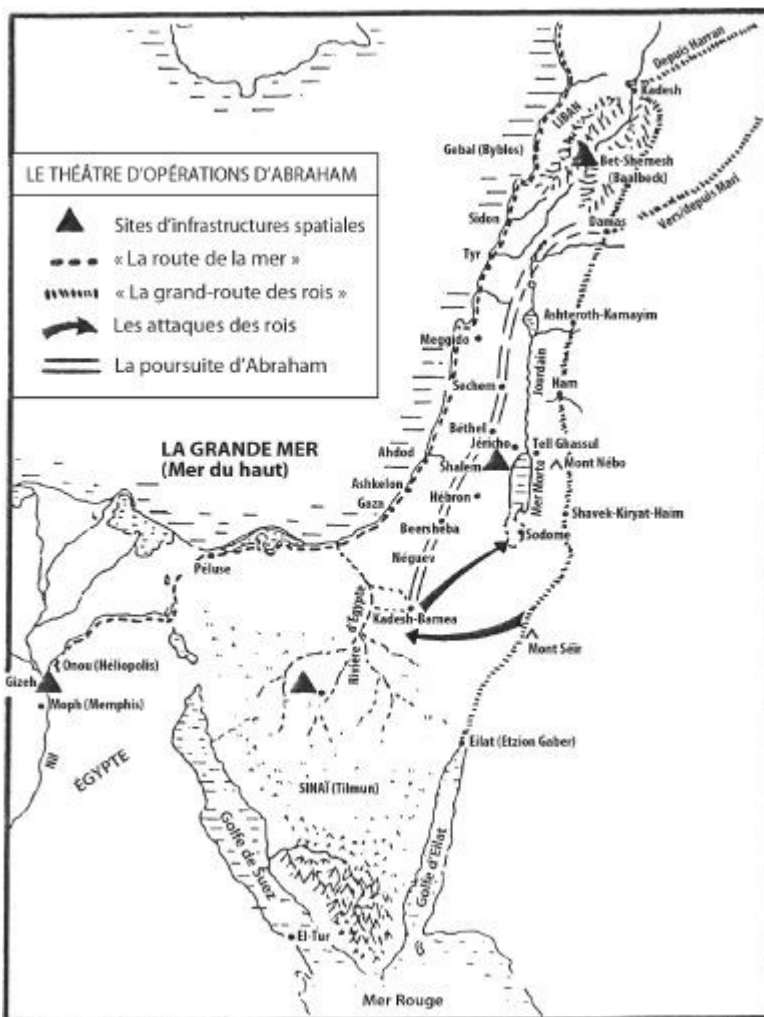 Depuis Harran
Kadesh
LIBAN
Gebal (Byblos)
Bet-Shemesh
(Baalbeck)
Vers/depuis Mari
LE THÉÂTRE D'OPÉRATIONS D'ABRAHAM
Sites d'infrastructures spatiales
« La route de la mer »
« La grand-route des rois »
Les attaques des rois
La poursuite d'Abraham
Sidon
Damas
Tyr
Ashteroth-Karnayim
Meggido
Jourdain
Sechem
Ham
Béthel
Jéricho
Tell Ghassul
LA GRANDE MER
(Mer du haut)
Ahdod
Shalem
Mont Nébo
Mer Morta
Ashkelon
Gaza
Hébron
Shavek-Kiryat-Haim
Beersheba
Sodome
Néguev
Péluse
Kadesh-Barnea
Rivière d'Égypte
Mont Séïr
Onou (Héliopolis)
Gizeh
Moph (Memphis)
Nil
ÉGYPTE
Eilat (Etzion Gaber)
SINAÏ (Tilmun)
Golfe de Suez
Golfe d'Eilat
El-Tur
Mer Rouge